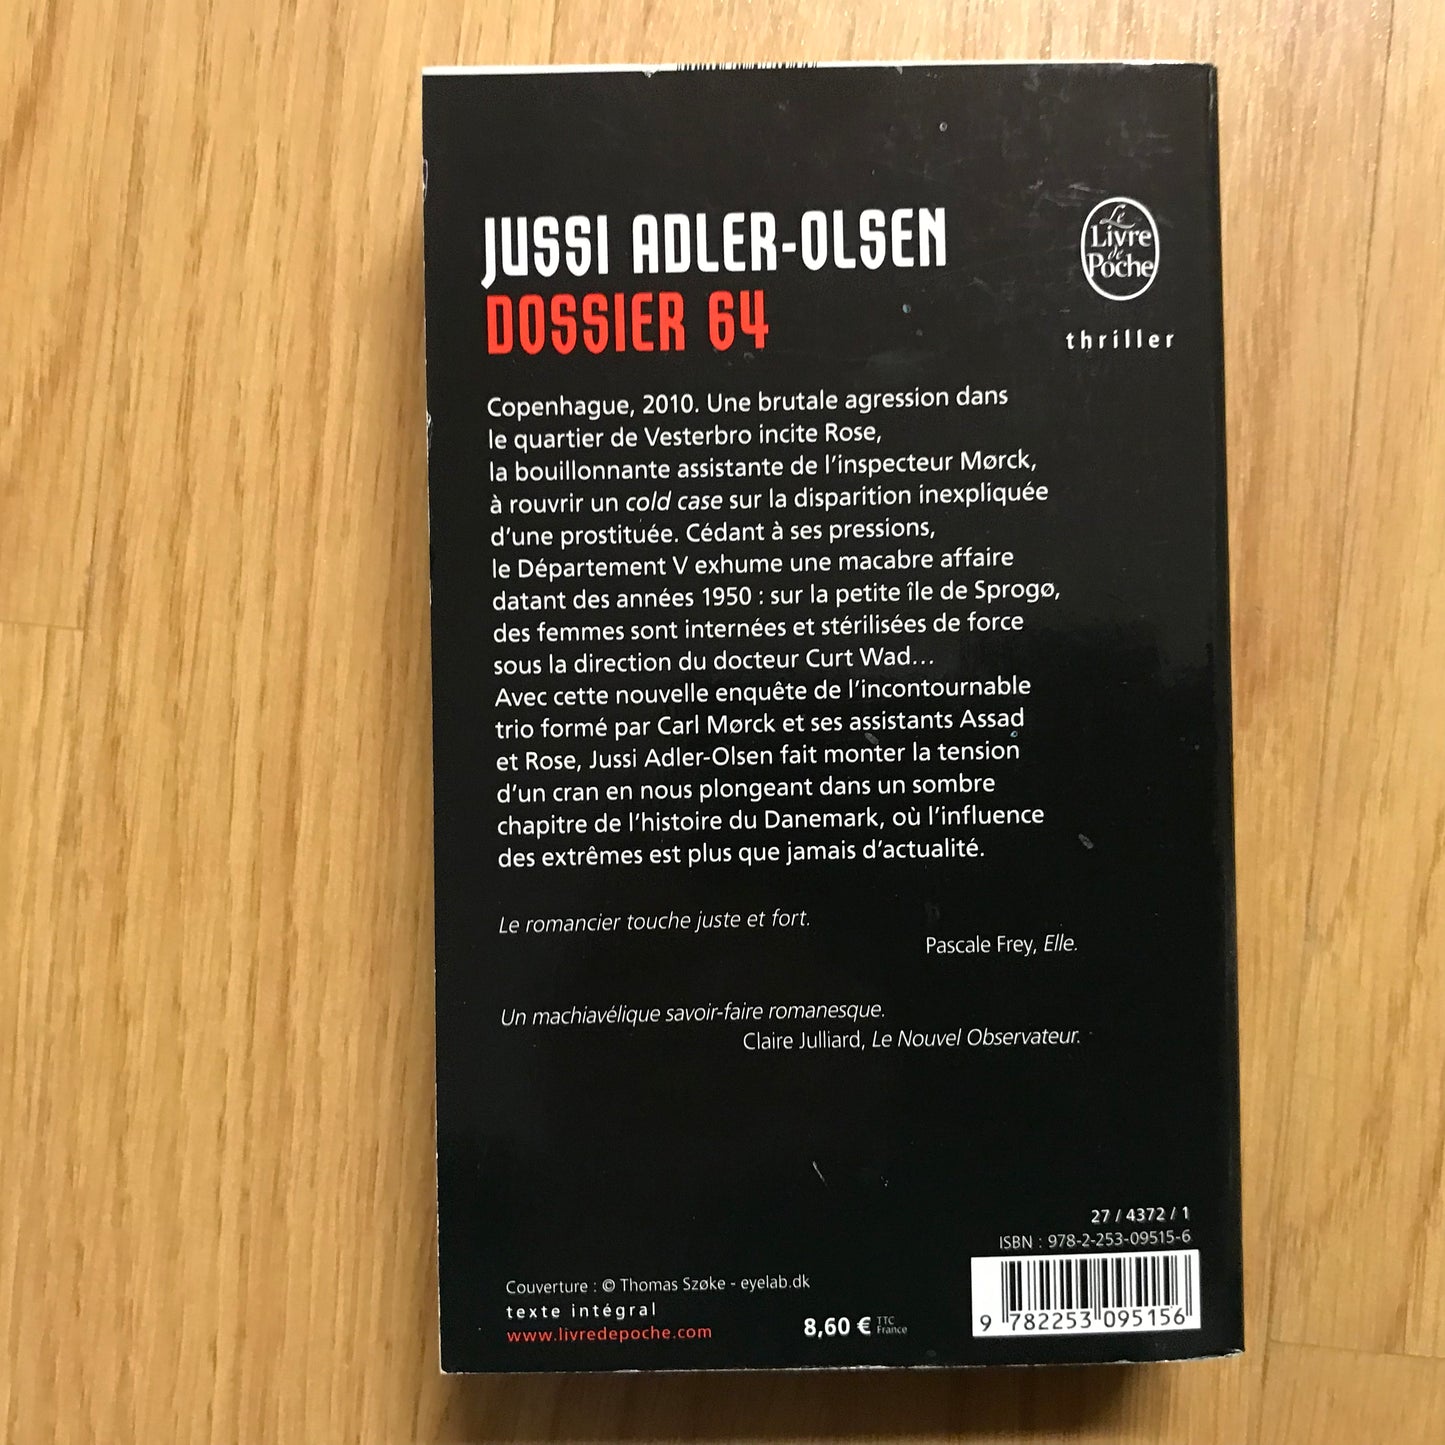 JUSSI ADLER-OLSEN
DOSSIER 64
Le
Livre
de
Poche
thriller
Copenhague, 2010. Une brutale agression dans
le quartier de Vesterbro incite Rose,
la bouillonnante assistante de l'inspecteur Mørck,
à rouvrir un cold case sur la disparition inexpliquée
d'une prostituée. Cédant à ses pressions,
le Département V exhume une macabre affaire
datant des années 1950 : sur la petite île de Sprogø,
des femmes sont internées et stérilisées de force
sous la direction du docteur Curt Wad...
Avec cette nouvelle enquête de l'incontournable
trio formé par Carl Mørck et ses assistants Assad
et Rose, Jussi Adler-Olsen fait monter la tension
d'un cran en nous plongeant dans un sombre
chapitre de l'histoire du Danemark, où l'influence
des extrêmes est plus que jamais d'actualité.
Le romancier touche juste et fort.
Pascale Frey, Elle.
Un machiavélique savoir-faire romanesque.
Claire Julliard, Le Nouvel Observateur.
27 / 4372 / 1
ISBN : 978-2-253-09515-6
Couverture : © Thomas Szøke - eyelab.dk
texte intégral
www.livredepoche.com
8,60 € TTC
France
9 782253 095156